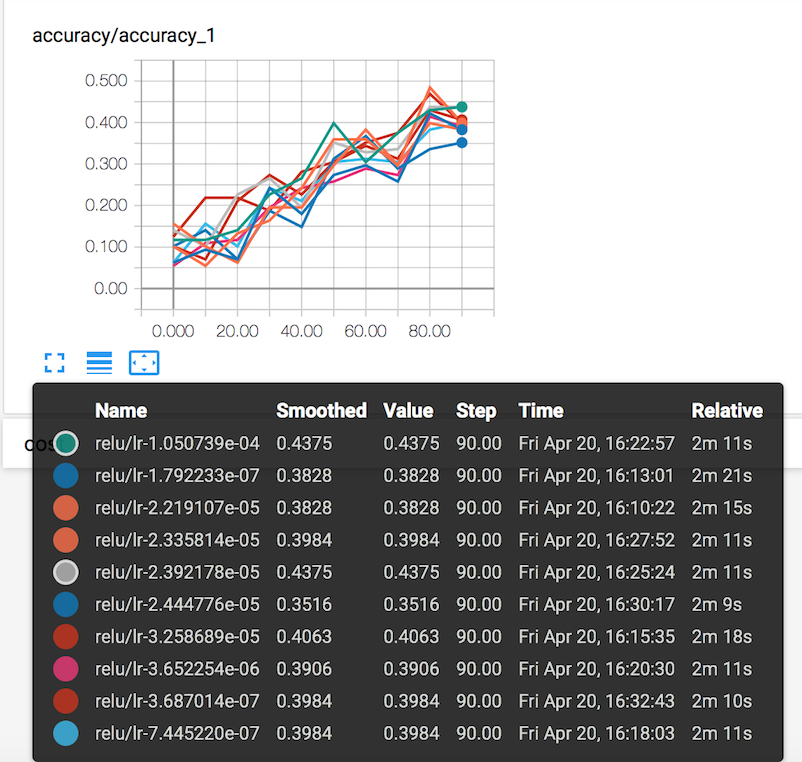 accuracy/accuracy_1
0.500
0.400
0.300
0.200
0.100
0.00
0.000 20.00 40.00 60.00 80.00
Name Smoothed Value Step Time Relative
cos relu/lr-1.050739e-04 0.4375 0.4375 90.00 Fri Apr 20, 16:22:57 2m 11s
relu/lr-1.792233e-07 0.3828 0.3828 90.00 Fri Apr 20, 16:13:01 2m 21s
relu/lr-2.219107e-05 0.3828 0.3828 90.00 Fri Apr 20, 16:10:22 2m 15s
relu/lr-2.335814e-05 0.3984 0.3984 90.00 Fri Apr 20, 16:27:52 2m 11s
relu/lr-2.392178e-05 0.4375 0.4375 90.00 Fri Apr 20, 16:25:24 2m 11s
relu/lr-2.444776e-05 0.3516 0.3516 90.00 Fri Apr 20, 16:30:17 2m 9s
relu/lr-3.258689e-05 0.4063 0.4063 90.00 Fri Apr 20, 16:15:35 2m 18s
relu/lr-3.652254e-06 0.3906 0.3906 90.00 Fri Apr 20, 16:20:30 2m 11s
relu/lr-3.687014e-07 0.3984 0.3984 90.00 Fri Apr 20, 16:32:43 2m 10s
relu/lr-7.445220e-07 0.3984 0.3984 90.00 Fri Apr 20, 16:18:03 2m 11s